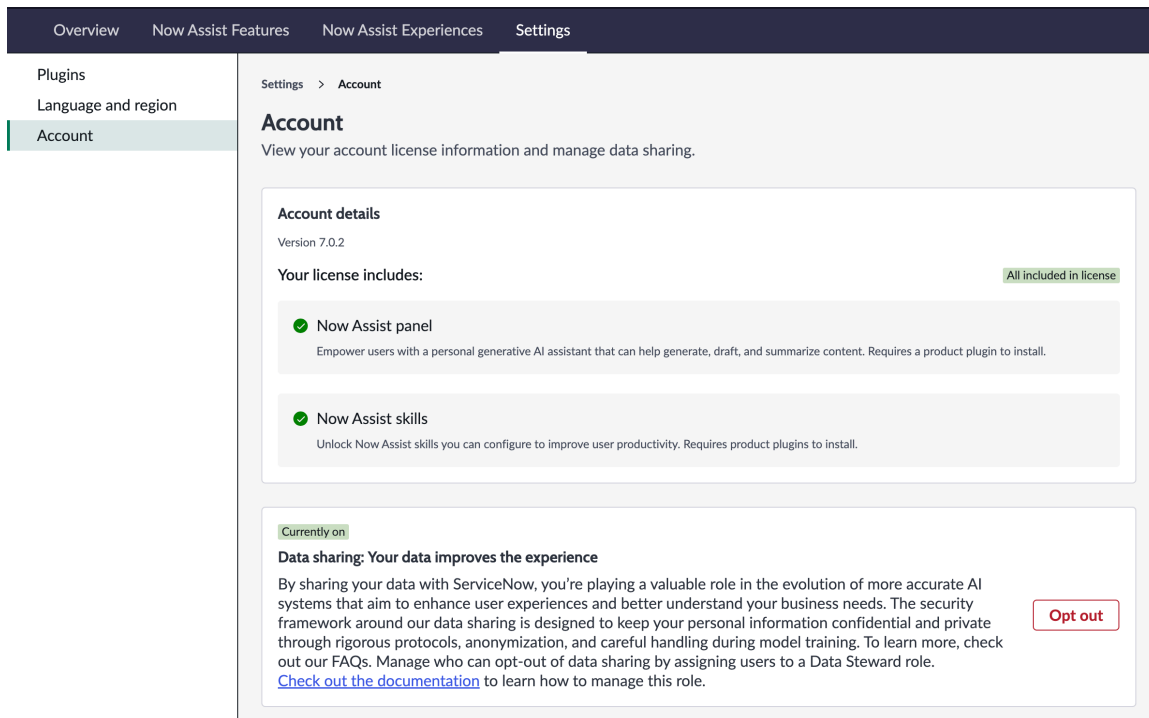 Overview Now Assist Features Now Assist Experiences Settings
Plugins
Language and region
Account
Settings > Account
Account
View your account license information and manage data sharing.
Account details
Version 7.0.2
Your license includes:
All included in license
Now Assist panel
Empower users with a personal generative AI assistant that can help generate, draft, and summarize content. Requires a product plugin to install.
Now Assist skills
Unlock Now Assist skills you can configure to improve user productivity. Requires product plugins to install.
Currently on
Data sharing: Your data improves the experience
By sharing your data with ServiceNow, you’re playing a valuable role in the evolution of more accurate AI
systems that aim to enhance user experiences and better understand your business needs. The security
framework around our data sharing is designed to keep your personal information confidential and private
through rigorous protocols, anonymization, and careful handling during model training. To learn more, check
out our FAQs. Manage who can opt-out of data sharing by assigning users to a Data Steward role.
Check out the documentation to learn how to manage this role.
Opt out